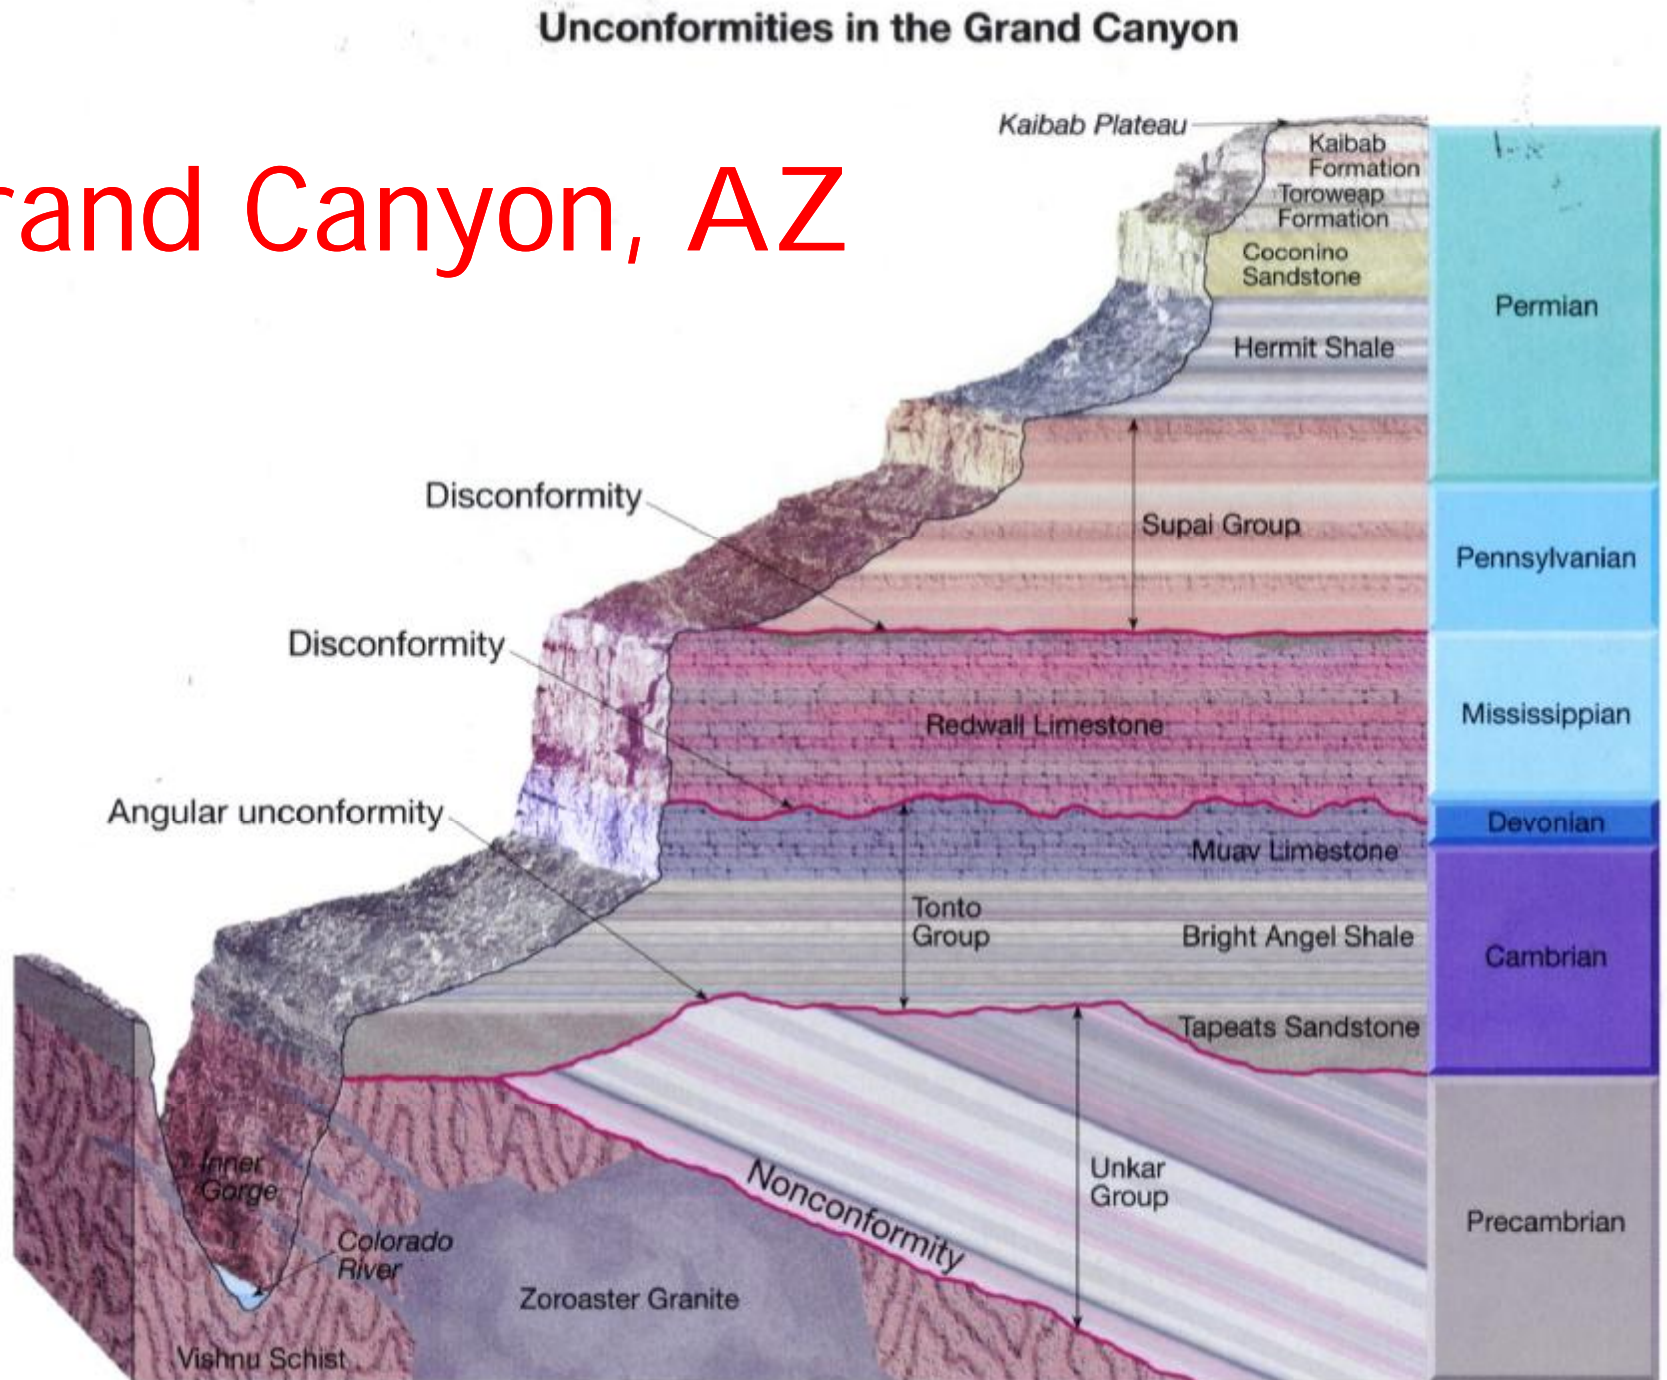 Unconformities in the Grand Canyon
rand Canyon, AZ
Kaibab Plateau
Kaibab
Formation
Toroweap
Formation
Coconino
Sandstone
Permian
Hermit Shale
Disconformity
Supai Group
Pennsylvanian
Disconformity
Redwall Limestone
Mississippian
Angular unconformity
Devonian
Muav Limestone
Tonto
Group
Bright Angel Shale
Cambrian
Tapeats Sandstone
Inner
Gorge
Nonconformity
Unkar
Group
Precambrian
Colorado
River
Zoroaster Granite
Vishnu Schist